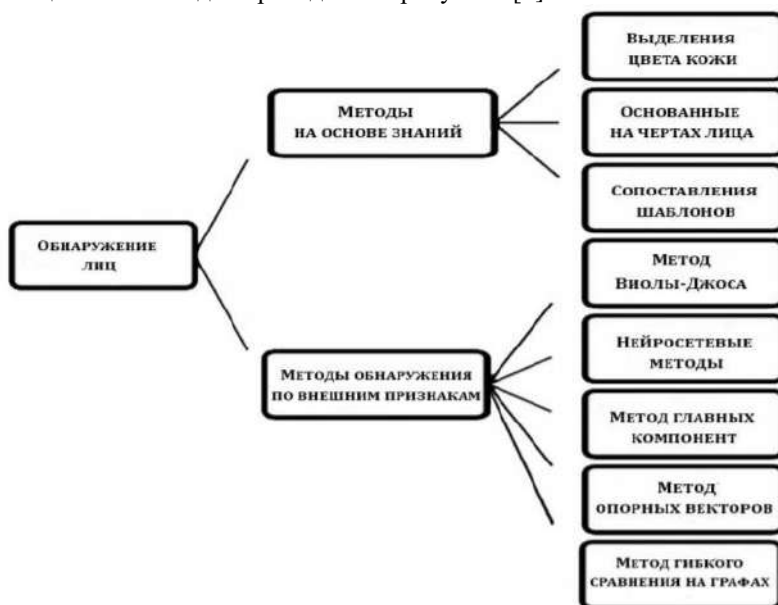 Выделения
цвета кожи
Методы
на основе знаний
Основанные
на чертах лица
Сопоставления
шаблонов
Обнаружение
лиц
Метод
Виолы-Джоса
Нейросетевые
методы
Методы обнаружения
по внешним признакам
Метод главных
компонент
Метод
опорных векторов
Метод гибкого
сравнения на графах